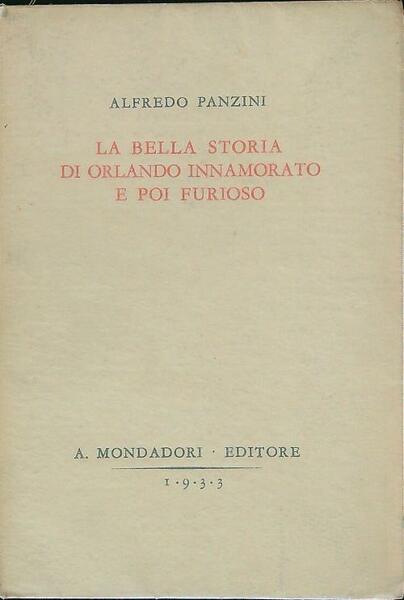 ALFREDO PANZINI
LA BELLA STORIA
DI ORLANDO INNAMORATO
E POI FURIOSO
A. MONDADORI · EDITORE
1·9·3·3